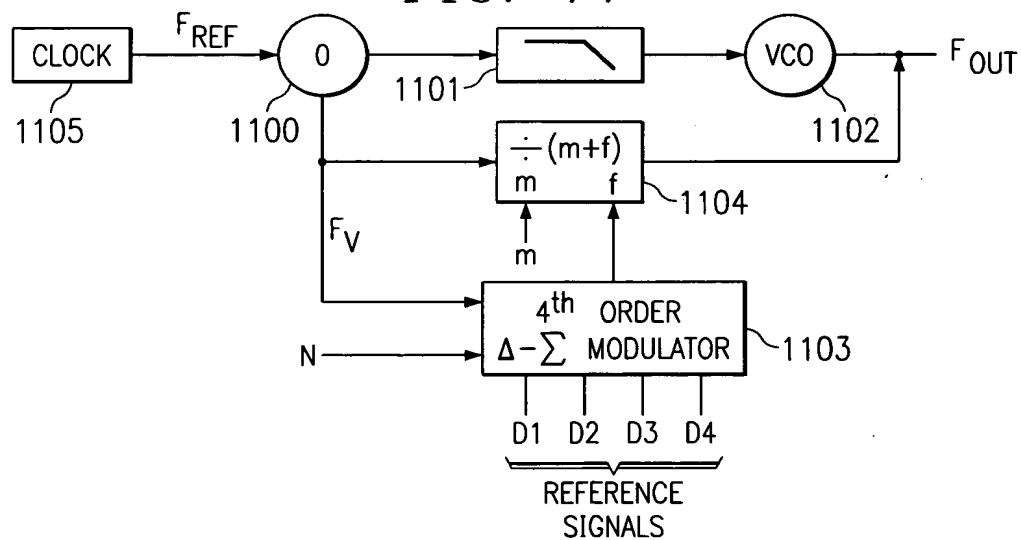 CLOCK
1105
F_REF
0
1100
1101
VCO
1102
F_OUT
÷(m+f)
m f
1104
m
F_V
N
4th ORDER
Δ-Σ MODULATOR
1103
D1 D2 D3 D4
REFERENCE
SIGNALS